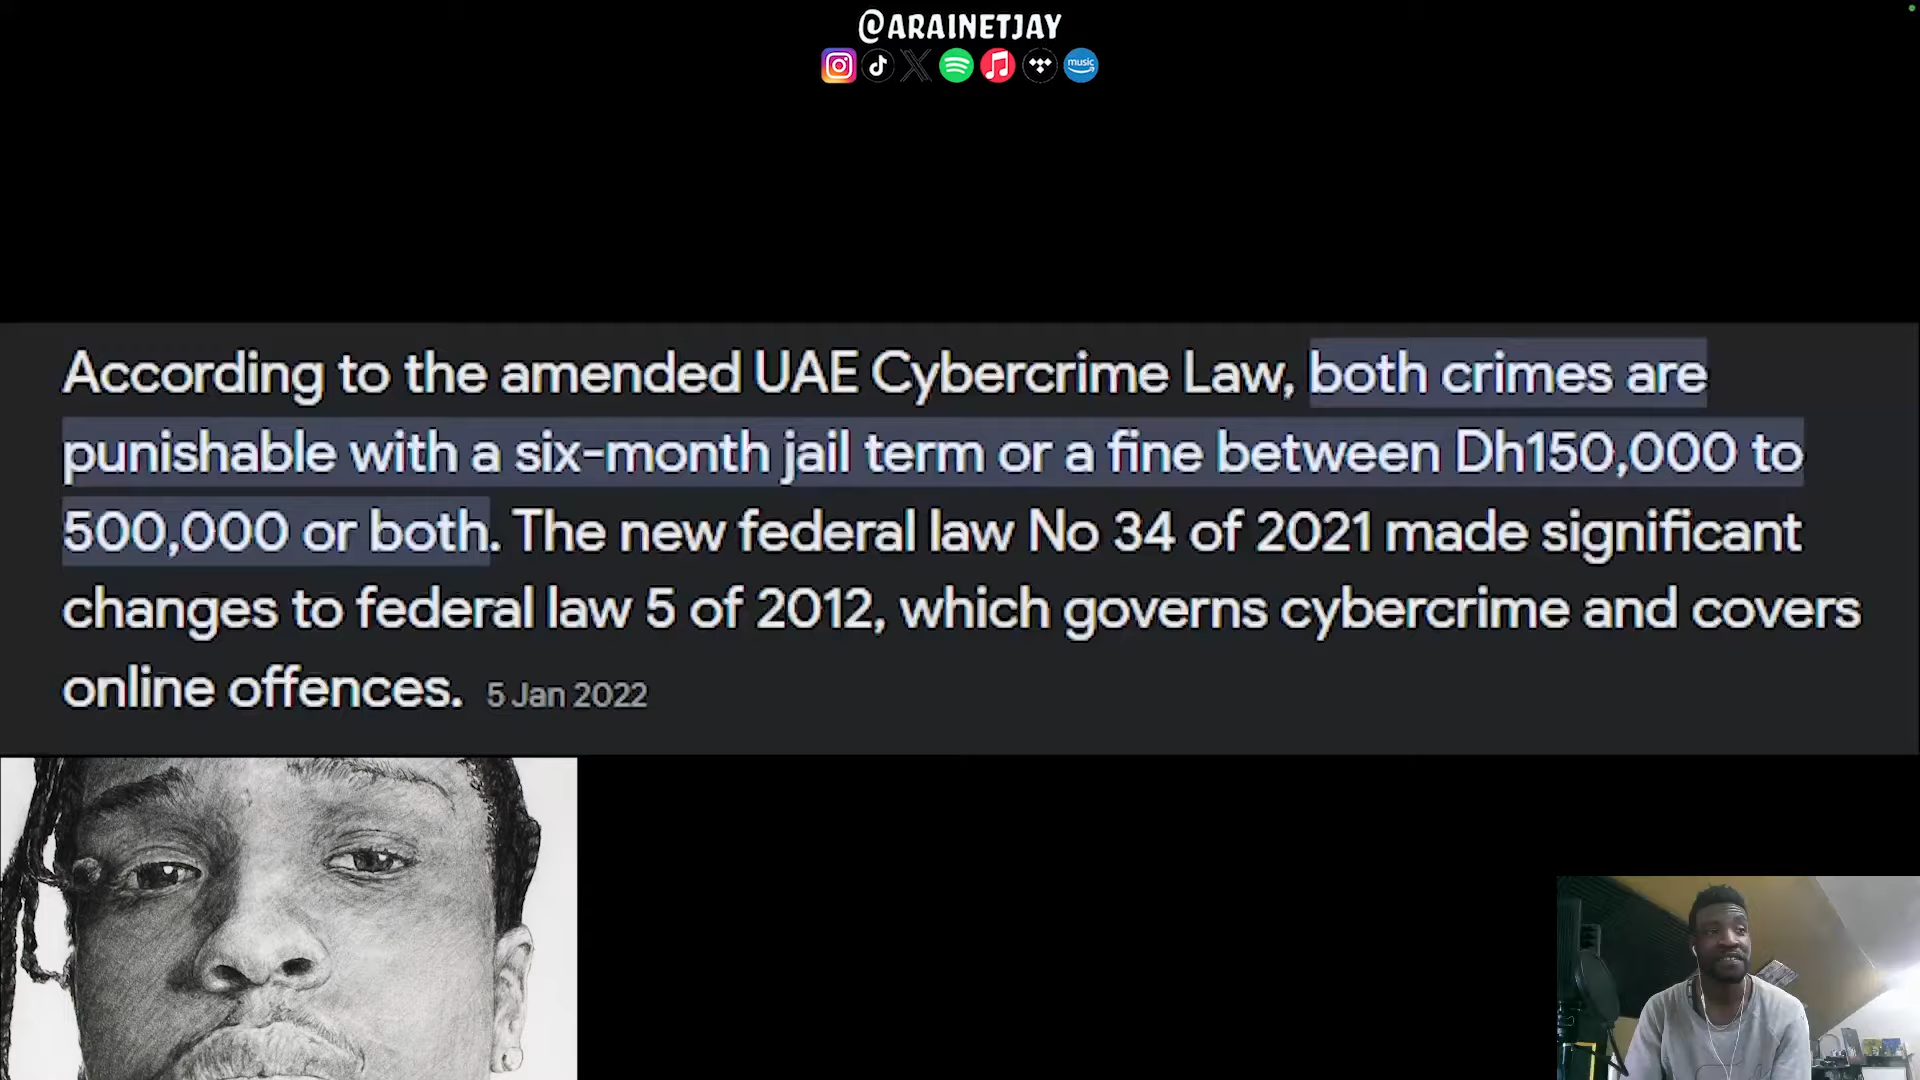 @ARAINETJAY
music
According to the amended UAE Cybercrime Law, both crimes are
punishable with a six-month jail term or a fine between Dh150,000 to
500,000 or both. The new federal law No 34 of 2021 made significant
changes to federal law 5 of 2012, which governs cybercrime and covers
online offences. 5 Jan 2022